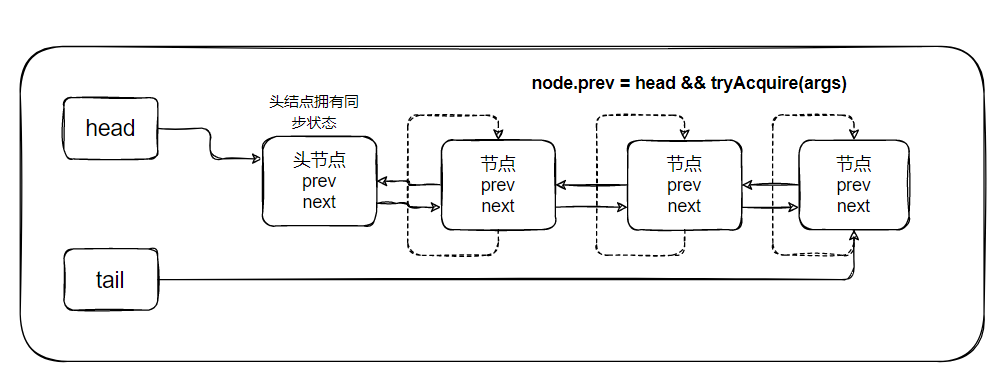 node.prev = head && tryAcquire(args)
头结点拥有同
步状态
head
头节点
prev
next
节点
prev
next
节点
prev
next
节点
prev
next
tail